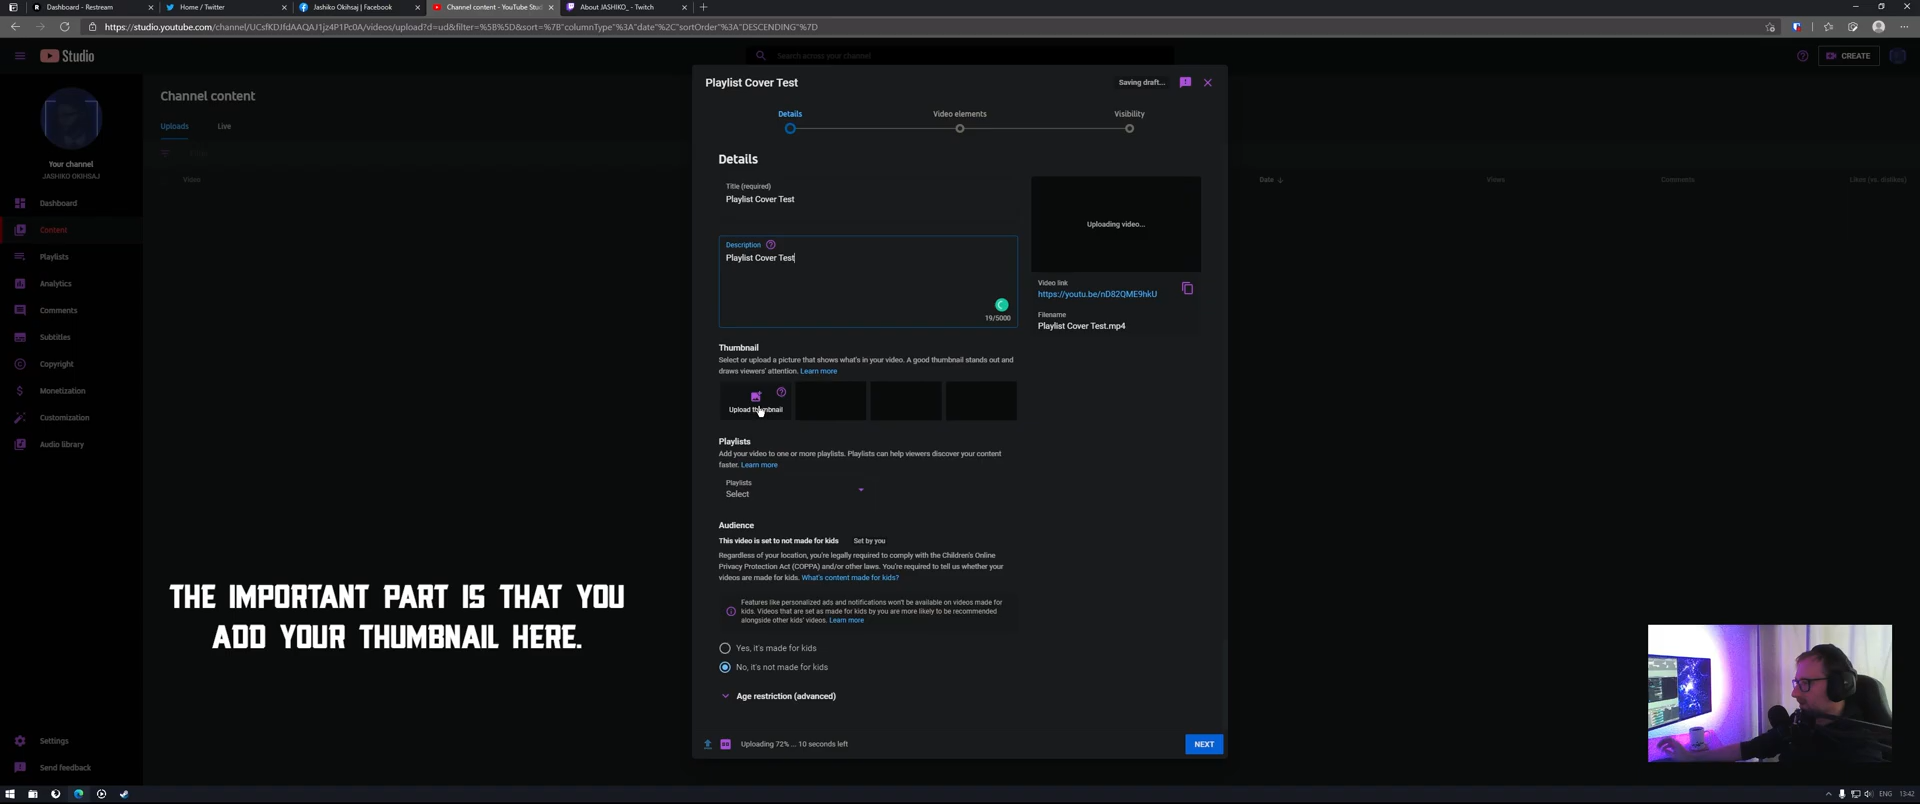 Dashboard - Restream
Home / Twitter
Jashiko Okihsaj | Facebook
Channel content - YouTube Stud
About JASHIKO_ - Twitch
https://studio.youtube.com/channel/UCsfKDJfdAAQAJ1jz4P1Pc0A/videos/upload?d=ud&filter=%5B%5D&sort=%7B"columnType"%3A"date"%2C"sortOrder"%3A"DESCENDING"%7D
Studio
Search across your channel
CREATE
Your channel
JASHIKO OKIHSAJ
Dashboard
Content
Playlists
Analytics
Comments
Subtitles
Copyright
Monetization
Customization
Audio library
Settings
Send feedback
Channel content
Uploads
Live
Filter
Video
Date
Views
Comments
Likes (vs. dislikes)
Playlist Cover Test
Saving draft...
Details
Video elements
Visibility
Details
Title (required)
Playlist Cover Test
Description
Playlist Cover Test
19/5000
Uploading video...
Video link
https://youtu.be/nD82QME9hkU
Filename
Playlist Cover Test.mp4
Thumbnail
Select or upload a picture that shows what's in your video. A good thumbnail stands out and
draws viewers' attention. Learn more
Upload thumbnail
Playlists
Add your video to one or more playlists. Playlists can help viewers discover your content
faster. Learn more
Playlists
Select
Audience
This video is set to not made for kids Set by you
Regardless of your location, you're legally required to comply with the Children's Online
Privacy Protection Act (COPPA) and/or other laws. You're required to tell us whether your
videos are made for kids. What's content made for kids?
Features like personalized ads and notifications won't be available on videos made for
kids. Videos that are set as made for kids by you are more likely to be recommended
alongside other kids' videos. Learn more
Yes, it's made for kids
No, it's not made for kids
Age restriction (advanced)
SD
Uploading 72% ... 10 seconds left
NEXT
THE IMPORTANT PART IS THAT YOU
ADD YOUR THUMBNAIL HERE.
ENG
13:42